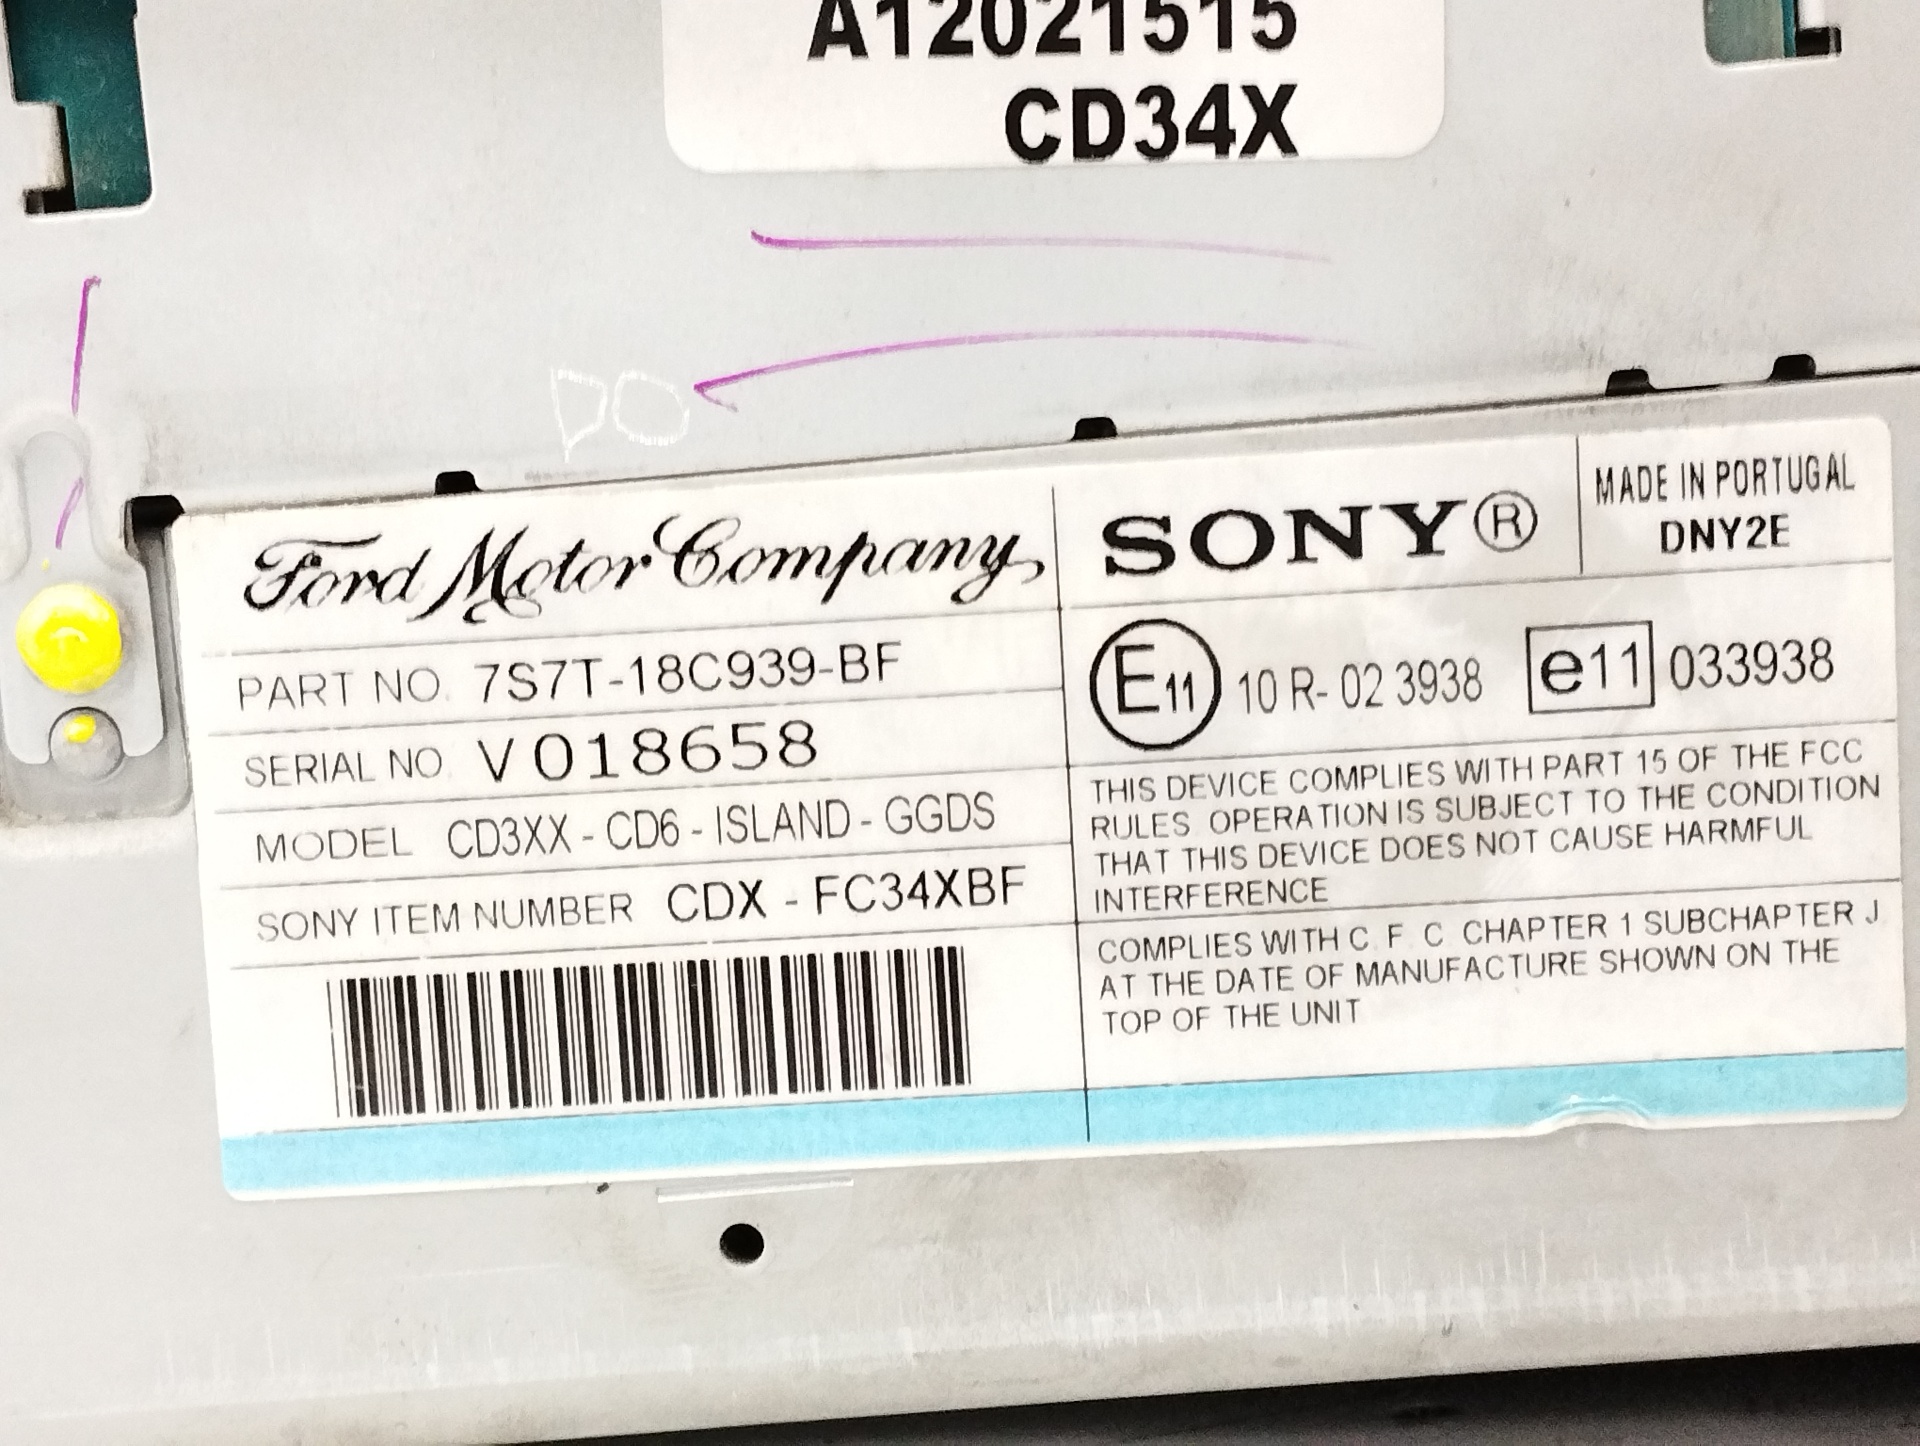 A12021515
CD34X
DO
Ford Motor Company,
PART NO. 7S7T-18C939-BF
SERIAL NO. V018658
MODEL CD3XX - CD6 - ISLAND - GGDS
SONY ITEM NUMBER CDX - FC34XBF
SONY®
MADE IN PORTUGAL
DNY2E
E11 10 R- 02 3938 e11 033938
THIS DEVICE COMPLIES WITH PART 15 OF THE FCC
RULES OPERATION IS SUBJECT TO THE CONDITION
THAT THIS DEVICE DOES NOT CAUSE HARMFUL
INTERFERENCE
COMPLIES WITH C F C CHAPTER 1 SUBCHAPTER J
AT THE DATE OF MANUFACTURE SHOWN ON THE
TOP OF THE UNIT